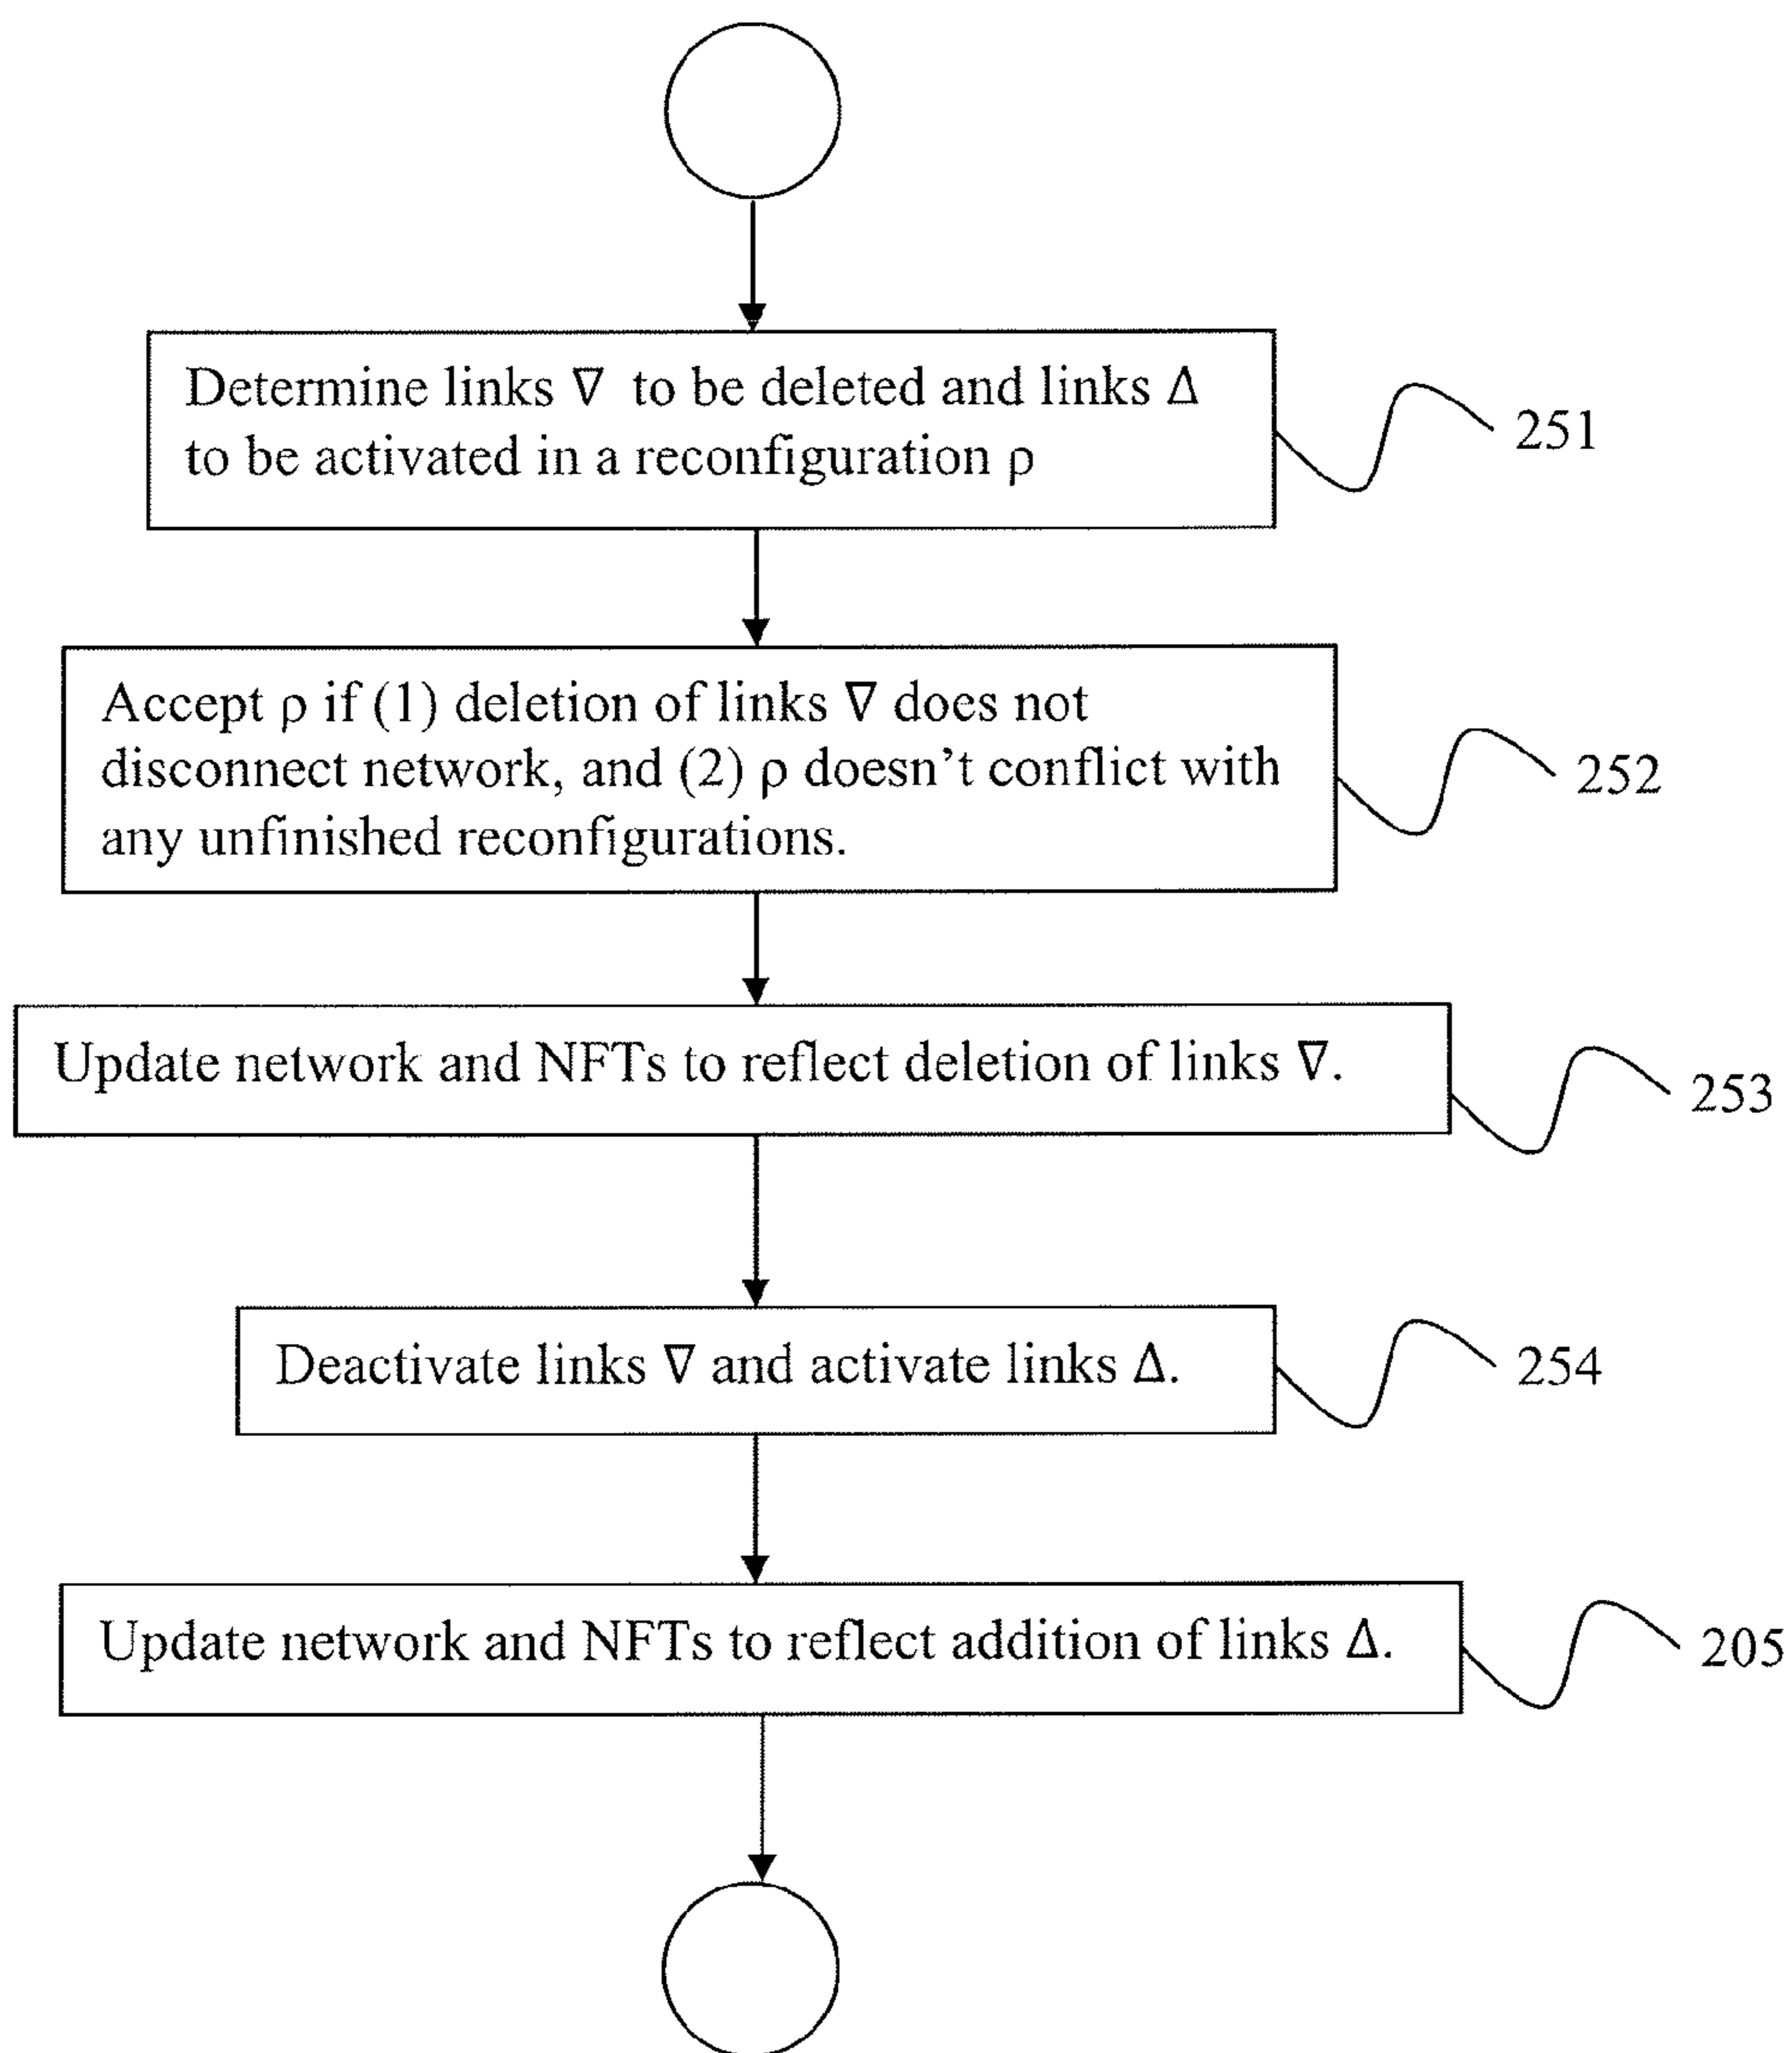 Determine links ∇ to be deleted and links Δ
to be activated in a reconfiguration ρ
251
Accept ρ if (1) deletion of links ∇ does not
disconnect network, and (2) ρ doesn't conflict with
any unfinished reconfigurations.
252
Update network and NFTs to reflect deletion of links ∇.
253
Deactivate links ∇ and activate links Δ.
254
Update network and NFTs to reflect addition of links Δ.
205